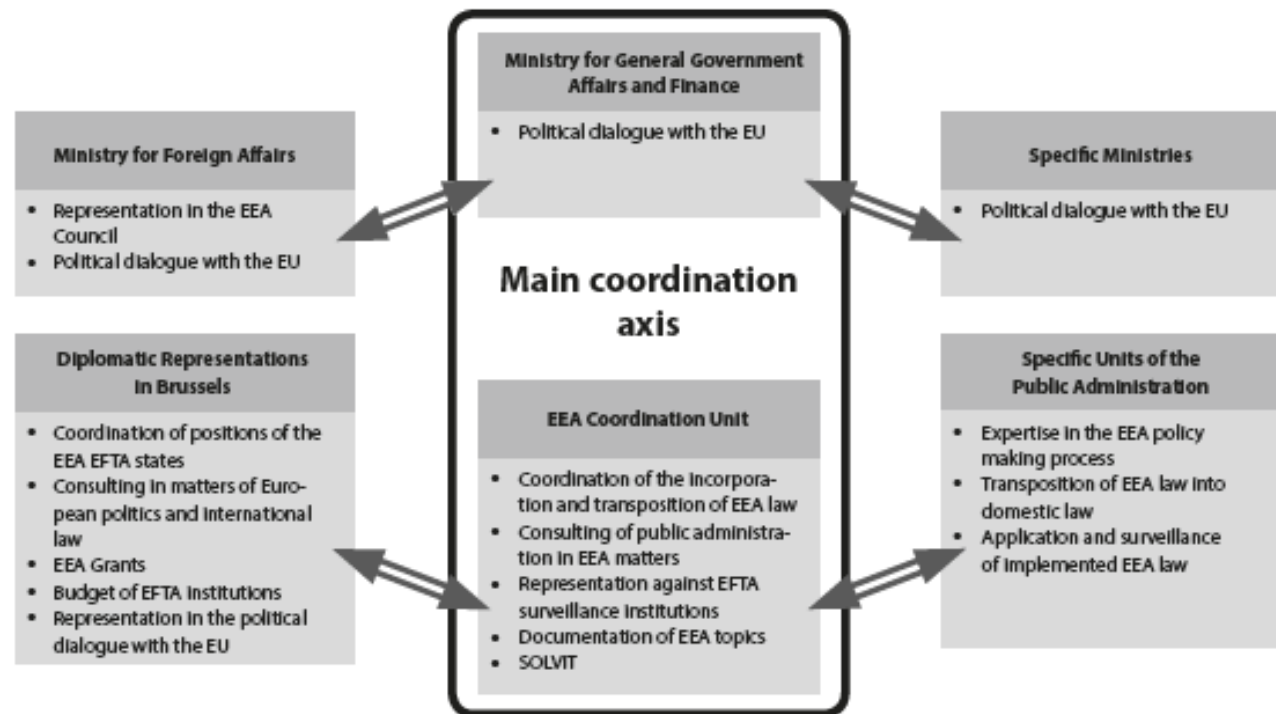 Ministry for General Government
Affairs and Finance
• Political dialogue with the EU
Ministry for Foreign Affairs
• Representation in the EEA
Council
• Political dialogue with the EU
Specific Ministries
• Political dialogue with the EU
Main coordination
axis
Diplomatic Representations
in Brussels
• Coordination of positions of the
EEA EFTA states
• Consulting in matters of Euro-
pean politics and international
law
• EEA Grants
• Budget of EFTA institutions
• Representation in the political
dialogue with the EU
EEA Coordination Unit
• Coordination of the incorpora-
tion and transposition of EEA law
• Consulting of public administra-
tion in EEA matters
• Representation against EFTA
surveillance institutions
• Documentation of EEA topics
• SOLVIT
Specific Units of the
Public Administration
• Expertise in the EEA policy
making process
• Transposition of EEA law into
domestic law
• Application and surveillance
of implemented EEA law